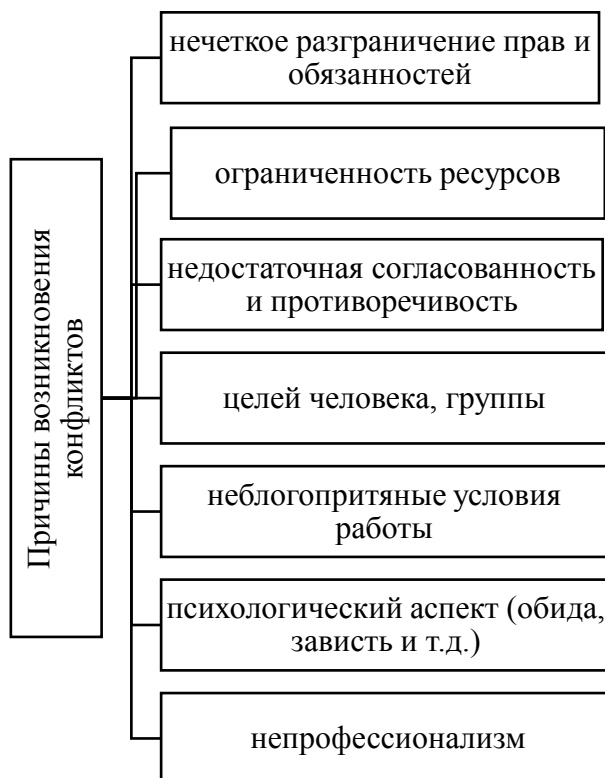 Причины возникновения
конфликтов
нечеткое разграничение прав и
обязанностей
ограниченность ресурсов
недостаточная согласованность
и противоречивость
целей человека, группы
неблогопритяные условия
работы
психологический аспект (обида,
зависть и т.д.)
непрофессионализм